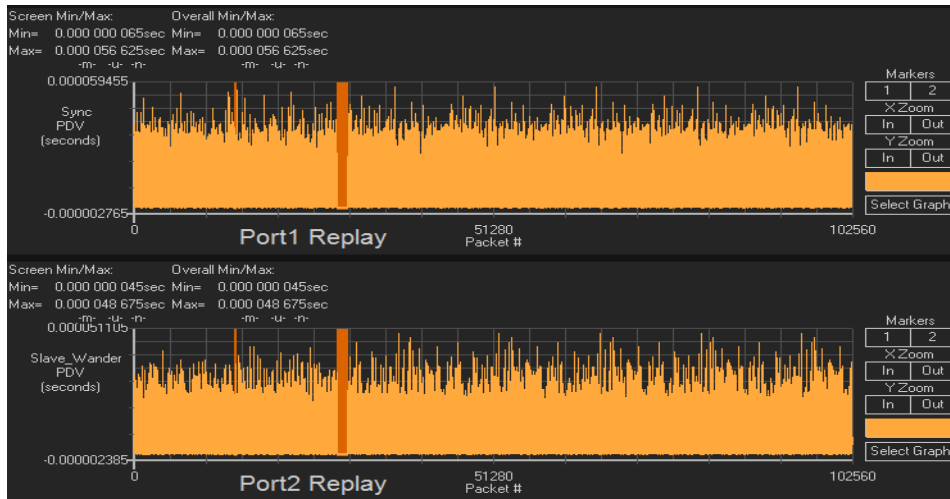 Screen Min/Max: Overall Min/Max:
Min= 0.000 000 065sec Min= 0.000 000 065sec
Max= 0.000 056 625sec Max= 0.000 056 625sec
-m- -u- -n- -m- -u- -n-
0.000059455
Sync
PDV
(seconds)
-0.000002765
0
51280
102560
Port1 Replay
Packet #
Markers
1 2
X Zoom
In Out
Y Zoom
In Out
Select Graph
Screen Min/Max: Overall Min/Max:
Min= 0.000 000 045sec Min= 0.000 000 045sec
Max= 0.000 048 675sec Max= 0.000 048 675sec
-m- -u- -n- -m- -u- -n-
0.000051105
Slave_Wander
PDV
(seconds)
-0.000002385
0
51280
102560
Port2 Replay
Packet #
Markers
1 2
X Zoom
In Out
Y Zoom
In Out
Select Graph